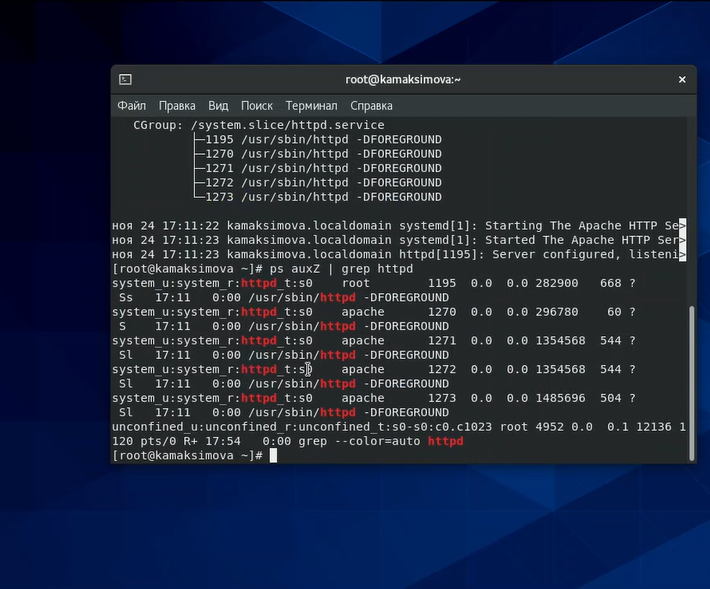 root@kamaksimova:~
Файл Правка Вид Поиск Терминал Справка
CGroup: /system.slice/httpd.service
├─1195 /usr/sbin/httpd -DFOREGROUND
├─1270 /usr/sbin/httpd -DFOREGROUND
├─1271 /usr/sbin/httpd -DFOREGROUND
├─1272 /usr/sbin/httpd -DFOREGROUND
└─1273 /usr/sbin/httpd -DFOREGROUND
ноя 24 17:11:22 kamaksimova.localdomain systemd[1]: Starting The Apache HTTP Se>
ноя 24 17:11:23 kamaksimova.localdomain systemd[1]: Started The Apache HTTP Ser>
ноя 24 17:11:23 kamaksimova.localdomain httpd[1195]: Server configured, listeni>
[root@kamaksimova ~]# ps auxZ | grep httpd
system_u:system_r:httpd_t:s0    root        1195  0.0  0.0 282900   668 ?
Ss   17:11   0:00 /usr/sbin/httpd -DFOREGROUND
system_u:system_r:httpd_t:s0    apache      1270  0.0  0.0 296780    60 ?
S    17:11   0:00 /usr/sbin/httpd -DFOREGROUND
system_u:system_r:httpd_t:s0    apache      1271  0.0  0.0 1354568  544 ?
Sl   17:11   0:00 /usr/sbin/httpd -DFOREGROUND
system_u:system_r:httpd_t:s0    apache      1272  0.0  0.0 1354568  544 ?
Sl   17:11   0:00 /usr/sbin/httpd -DFOREGROUND
system_u:system_r:httpd_t:s0    apache      1273  0.0  0.0 1485696  504 ?
Sl   17:11   0:00 /usr/sbin/httpd -DFOREGROUND
unconfined_u:unconfined_r:unconfined_t:s0-s0:c0.c1023 root 4952 0.0  0.1 12136 1
120 pts/0 R+ 17:54   0:00 grep --color=auto httpd
[root@kamaksimova ~]#